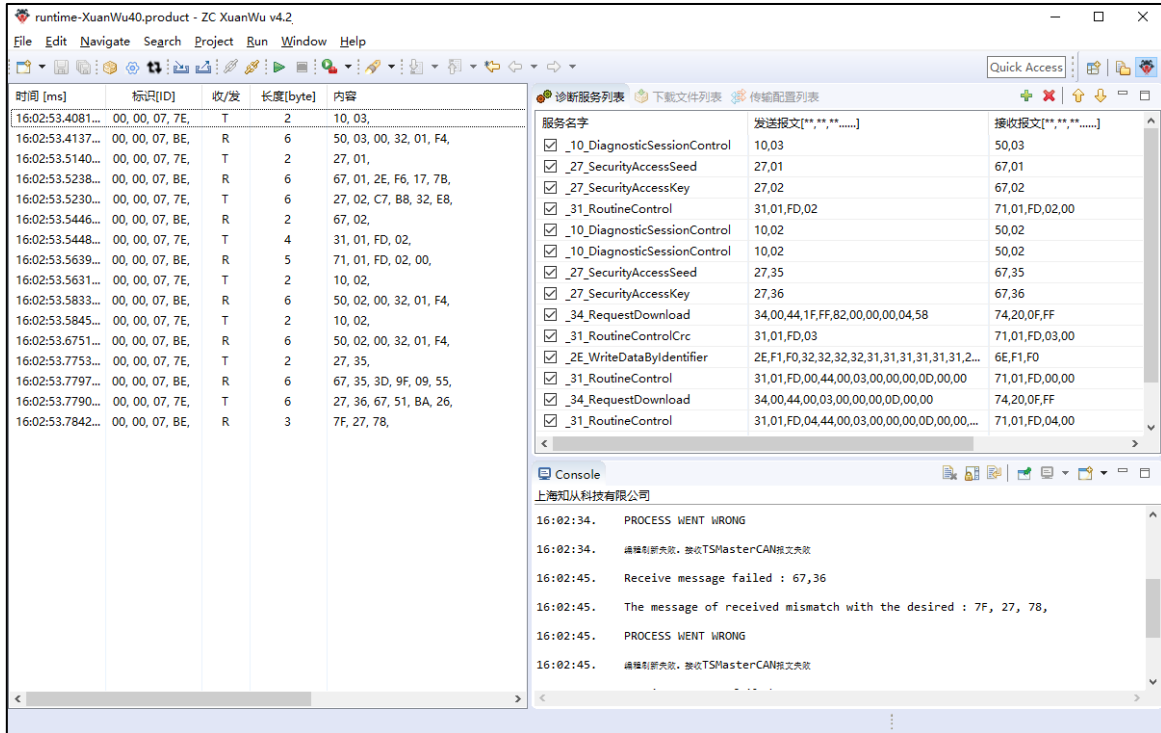 runtime-XuanWu40.product - ZC XuanWu v4.2
File Edit Navigate Search Project Run Window Help
Quick Access
时间 [ms] 标识[ID] 收/发 长度[byte] 内容
16:02:53.4081... 00, 00, 07, 7E, T 2 10, 03,
16:02:53.4137... 00, 00, 07, BE, R 6 50, 03, 00, 32, 01, F4,
16:02:53.5140... 00, 00, 07, 7E, T 2 27, 01,
16:02:53.5238... 00, 00, 07, BE, R 6 67, 01, 2E, F6, 17, 7B,
16:02:53.5230... 00, 00, 07, 7E, T 6 27, 02, C7, B8, 32, E8,
16:02:53.5446... 00, 00, 07, BE, R 2 67, 02,
16:02:53.5448... 00, 00, 07, 7E, T 4 31, 01, FD, 02,
16:02:53.5639... 00, 00, 07, BE, R 5 71, 01, FD, 02, 00,
16:02:53.5631... 00, 00, 07, 7E, T 2 10, 02,
16:02:53.5833... 00, 00, 07, BE, R 6 50, 02, 00, 32, 01, F4,
16:02:53.5845... 00, 00, 07, 7E, T 2 10, 02,
16:02:53.6751... 00, 00, 07, BE, R 6 50, 02, 00, 32, 01, F4,
16:02:53.7753... 00, 00, 07, 7E, T 2 27, 35,
16:02:53.7797... 00, 00, 07, BE, R 6 67, 35, 3D, 9F, 09, 55,
16:02:53.7790... 00, 00, 07, 7E, T 6 27, 36, 67, 51, BA, 26,
16:02:53.7842... 00, 00, 07, BE, R 3 7F, 27, 78,
诊断服务列表 下载文件列表 传输配置列表
服务名字 发送报文[**,**,**......] 接收报文[**,**,**......]
_10_DiagnosticSessionControl 10,03 50,03
_27_SecurityAccessSeed 27,01 67,01
_27_SecurityAccessKey 27,02 67,02
_31_RoutineControl 31,01,FD,02 71,01,FD,02,00
_10_DiagnosticSessionControl 10,02 50,02
_10_DiagnosticSessionControl 10,02 50,02
_27_SecurityAccessSeed 27,35 67,35
_27_SecurityAccessKey 27,36 67,36
_34_RequestDownload 34,00,44,1F,FF,82,00,00,00,04,58 74,20,0F,FF
_31_RoutineControlCrc 31,01,FD,03 71,01,FD,03,00
_2E_WriteDataByIdentifier 2E,F1,F0,32,32,32,32,31,31,31,31,31,31,2... 6E,F1,F0
_31_RoutineControl 31,01,FD,00,44,00,03,00,00,00,0D,00,00 71,01,FD,00,00
_34_RequestDownload 34,00,44,00,03,00,00,00,0D,00,00 74,20,0F,FF
_31_RoutineControl 31,01,FD,04,44,00,03,00,00,00,0D,00,00,... 71,01,FD,04,00
Console
上海知从科技有限公司
16:02:34. PROCESS WENT WRONG
16:02:34. 编程刷新失败. 接收TSMasterCAN报文失败
16:02:45. Receive message failed : 67,36
16:02:45. The message of received mismatch with the desired : 7F, 27, 78,
16:02:45. PROCESS WENT WRONG
16:02:45. 编程刷新失败. 接收TSMasterCAN报文失败